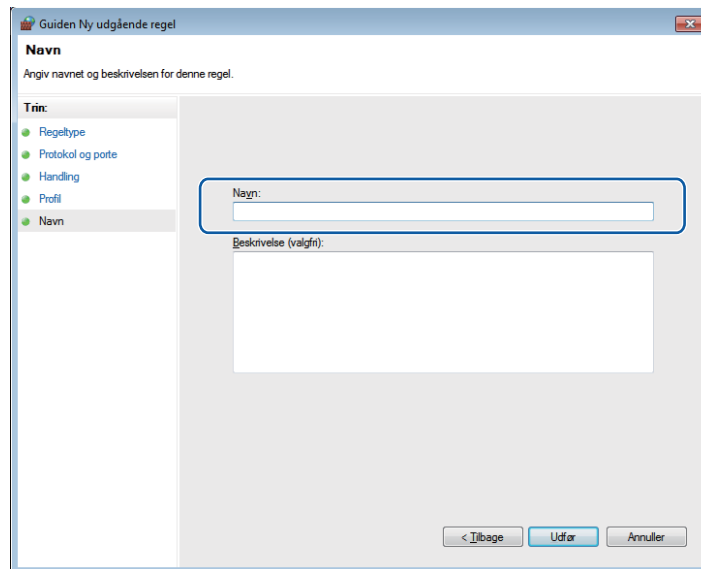 Guiden Ny udgående regel
Navn
Angiv navnet og beskrivelsen for denne regel.
Trin:
Regeltype
Protokol og porte
Handling
Profil
Navn
Navn:
Beskrivelse (valgfri):
< Tilbage
Udfør
Annuller